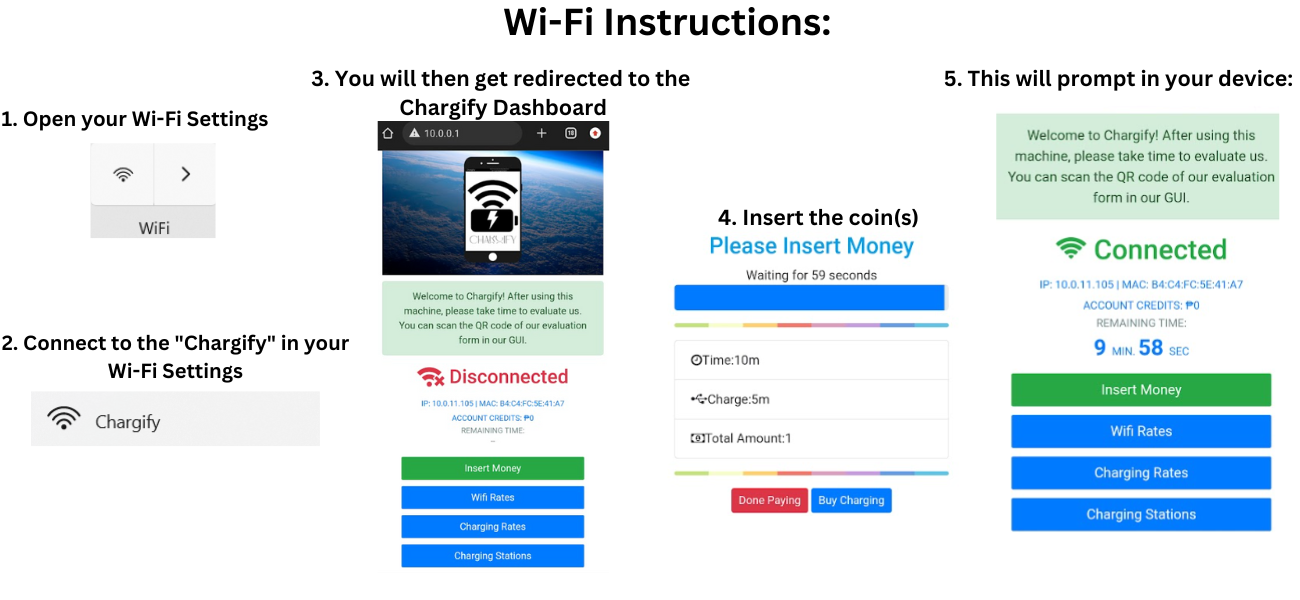 Wi-Fi Instructions:
1. Open your Wi-Fi Settings
WiFi
2. Connect to the "Chargify" in your
Wi-Fi Settings
Chargify
3. You will then get redirected to the
Chargify Dashboard
10.0.0.1
18
CHARGIFY
Welcome to Chargify! After using this
machine, please take time to evaluate us.
You can scan the QR code of our evaluation
form in our GUI.
Disconnected
IP: 10.0.11.105 | MAC: B4:C4:FC:5E:41:A7
ACCOUNT CREDITS: ₱0
REMAINING TIME:
--
Insert Money
Wifi Rates
Charging Rates
Charging Stations
4. Insert the coin(s)
Please Insert Money
Waiting for 59 seconds
Time:10m
Charge:5m
Total Amount:1
Done Paying
Buy Charging
5. This will prompt in your device:
Welcome to Chargify! After using this
machine, please take time to evaluate us.
You can scan the QR code of our evaluation
form in our GUI.
Connected
IP: 10.0.11.105 | MAC: B4:C4:FC:5E:41:A7
ACCOUNT CREDITS: ₱0
REMAINING TIME:
9 MIN. 58 SEC
Insert Money
Wifi Rates
Charging Rates
Charging Stations